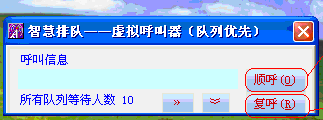 智慧排队——虚拟呼叫器（队列优先）
呼叫信息
顺呼(O)
所有队列等待人数 10
»
复呼(R)